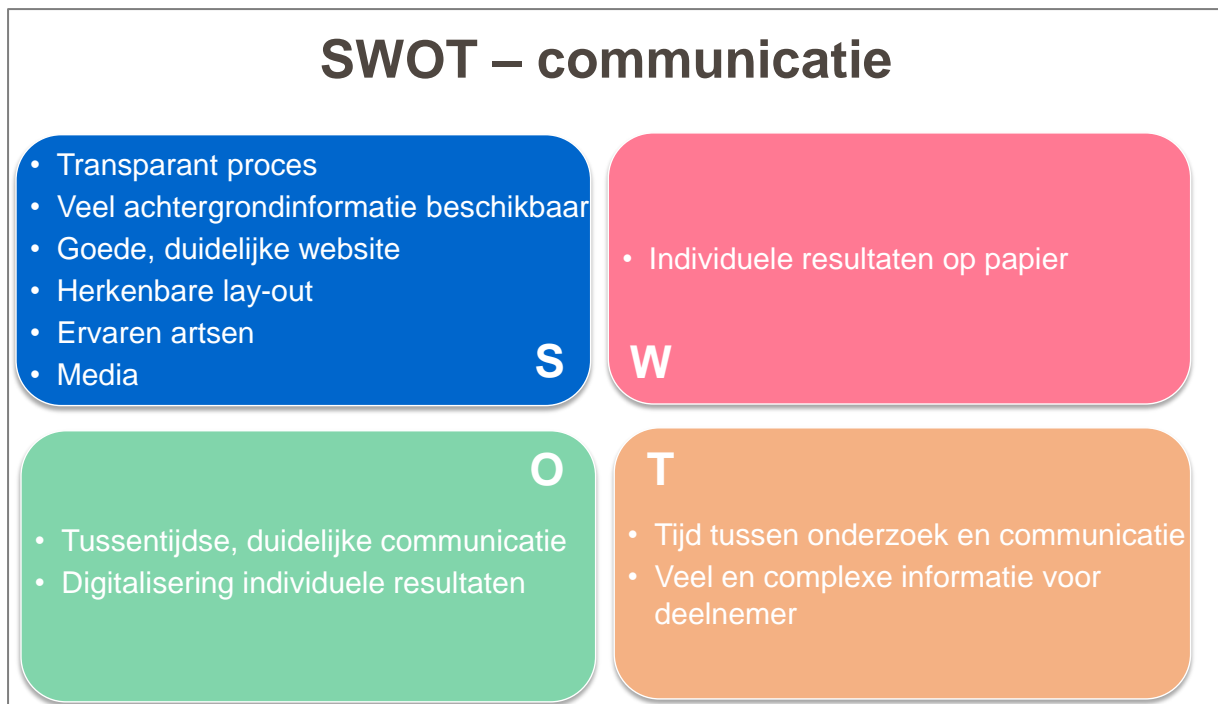 SWOT – communicatie
• Transparant proces
• Veel achtergrondinformatie beschikbaar
• Goede, duidelijke website
• Herkenbare lay-out
• Ervaren artsen
• Media
S
• Individuele resultaten op papier
W
O
• Tussentijdse, duidelijke communicatie
• Digitalisering individuele resultaten
T
• Tijd tussen onderzoek en communicatie
• Veel en complexe informatie voor
deelnemer